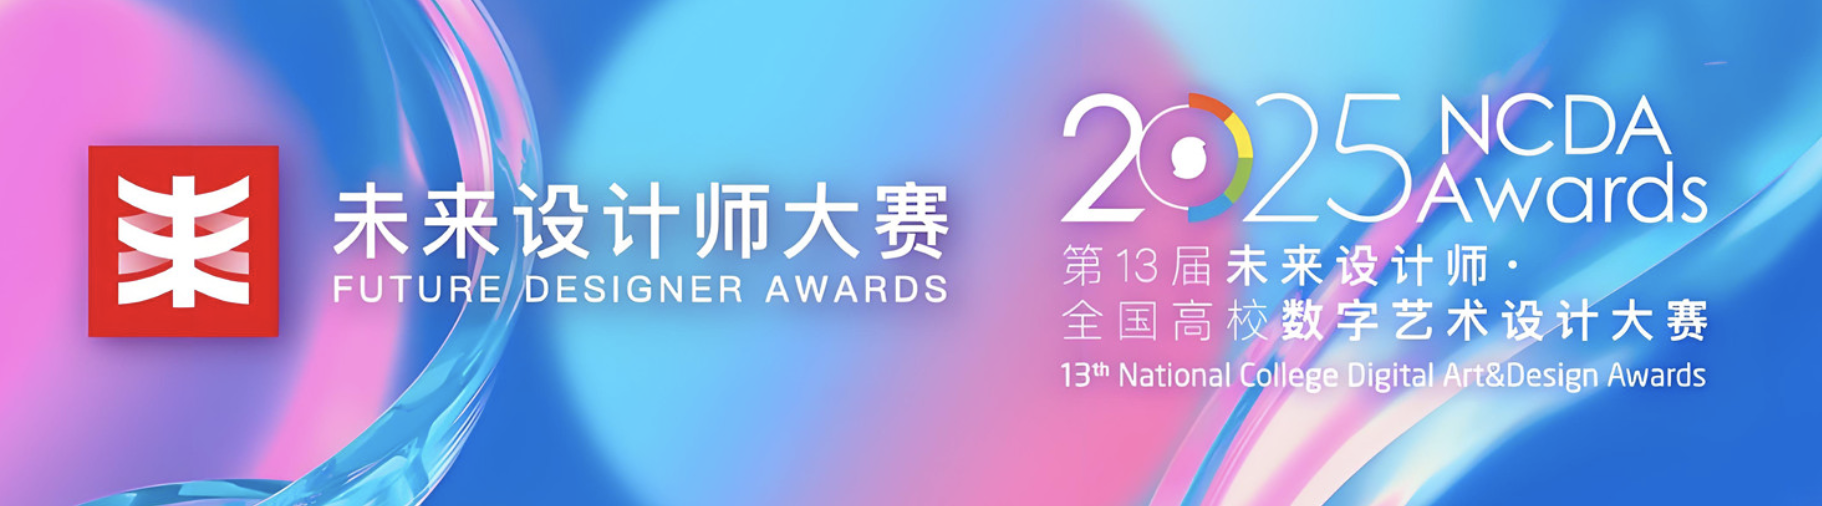 未来设计师大赛
FUTURE DESIGNER AWARDS
2025 NCDA
Awards
第13届未来设计师·
全国高校数字艺术设计大赛
13th National College Digital Art&Design Awards